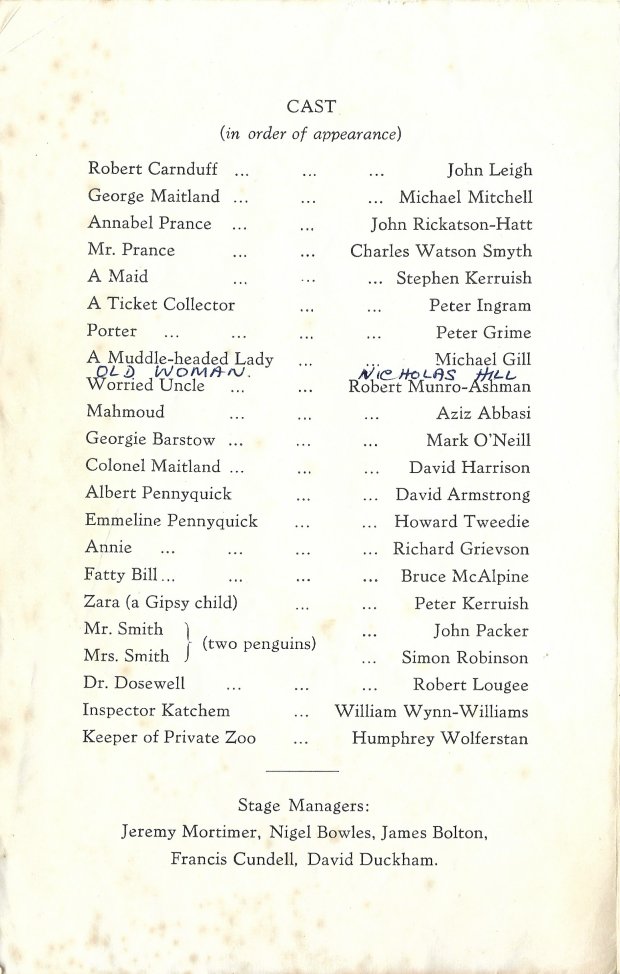 CAST
(in order of appearance)
Robert Carnduff ... ... ... John Leigh
George Maitland ... ... ... Michael Mitchell
Annabel Prance ... ... John Rickatson-Hatt
Mr. Prance ... ... Charles Watson Smyth
A Maid ... ... ... Stephen Kerruish
A Ticket Collector ... ... Peter Ingram
Porter ... ... ... ... Peter Grime
A Muddle-headed Lady ... ... Michael Gill
OLD WOMAN. NICHOLAS HILL
Worried Uncle ... ... Robert Munro-Ashman
Mahmoud ... ... ... Aziz Abbasi
Georgie Barstow ... ... ... Mark O'Neill
Colonel Maitland ... ... ... David Harrison
Albert Pennyquick ... ... David Armstrong
Emmeline Pennyquick ... ... Howard Tweedie
Annie ... ... ... ... Richard Grievson
Fatty Bill ... ... ... ... Bruce McAlpine
Zara (a Gipsy child) ... ... Peter Kerruish
Mr. Smith ... John Packer
(two penguins)
Mrs. Smith ... Simon Robinson
Dr. Dosewell ... ... ... Robert Lougee
Inspector Katchem ... William Wynn-Williams
Keeper of Private Zoo ... Humphrey Wolferstan
Stage Managers:
Jeremy Mortimer, Nigel Bowles, James Bolton,
Francis Cundell, David Duckham.